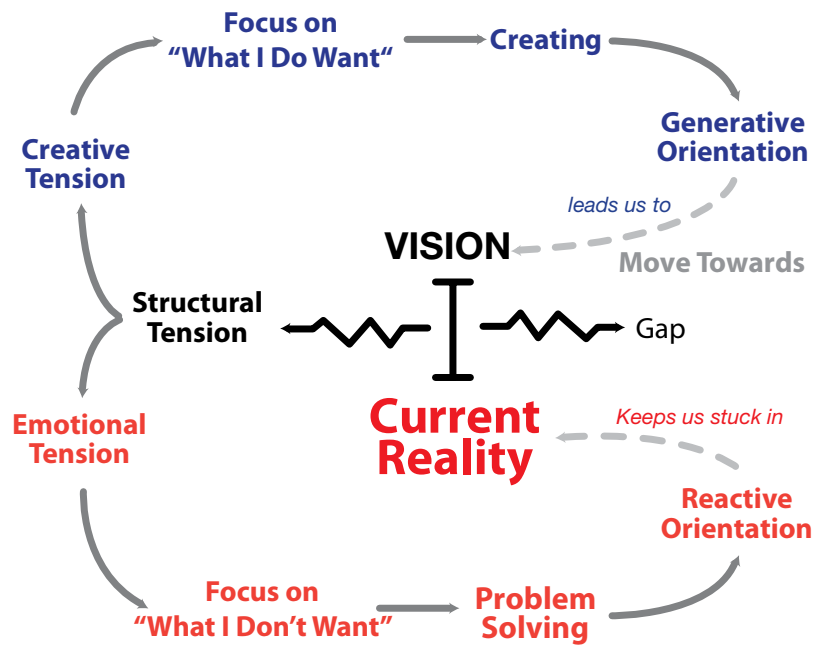 Focus on
“What I Do Want“
Creating
Generative
Orientation
Creative
Tension
leads us to
VISION
Move Towards
Structural
Tension
Gap
Current
Reality
Emotional
Tension
Keeps us stuck in
Reactive
Orientation
Focus on
“What I Don’t Want”
Problem
Solving